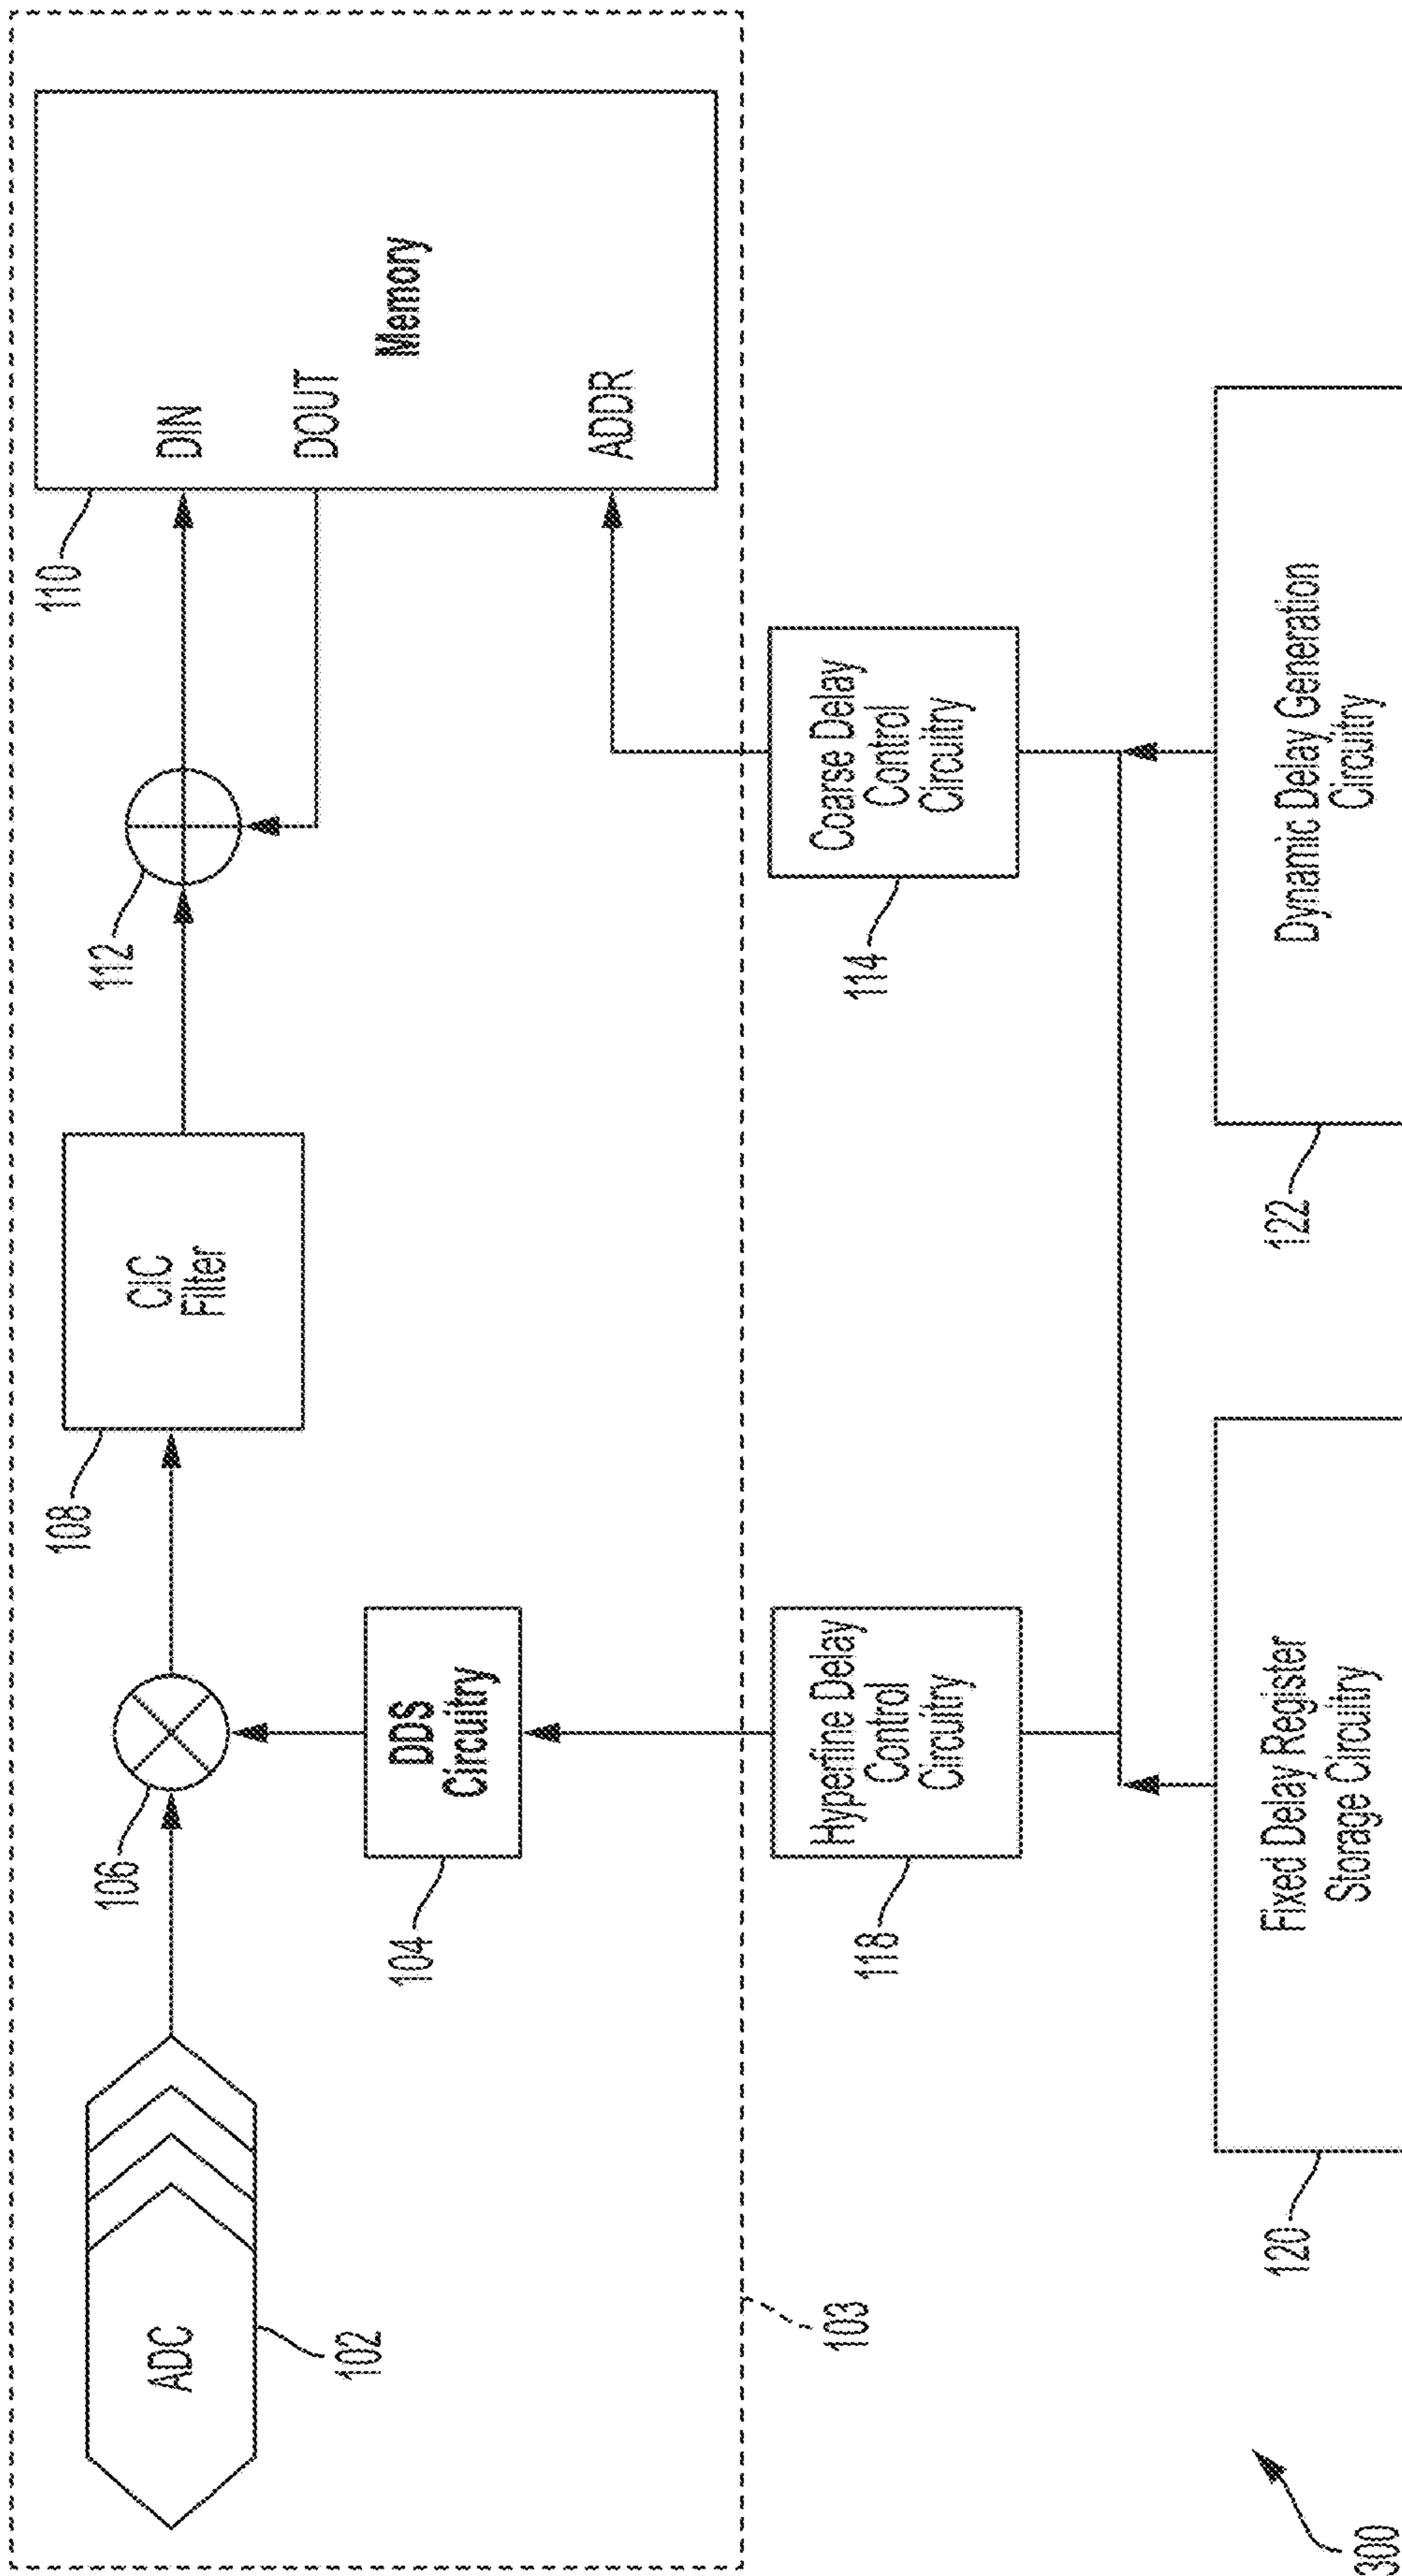 ADC
102
106
DDS
Circuitry
104
CIC
Filter
108
112
110
DIN
DOUT
Memory
ADDR
103
Hyperfine Delay
Control
Circuitry
118
Coarse Delay
Control
Circuitry
114
Fixed Delay Register
Storage Circuitry
120
Dynamic Delay Generation
Circuitry
122
300